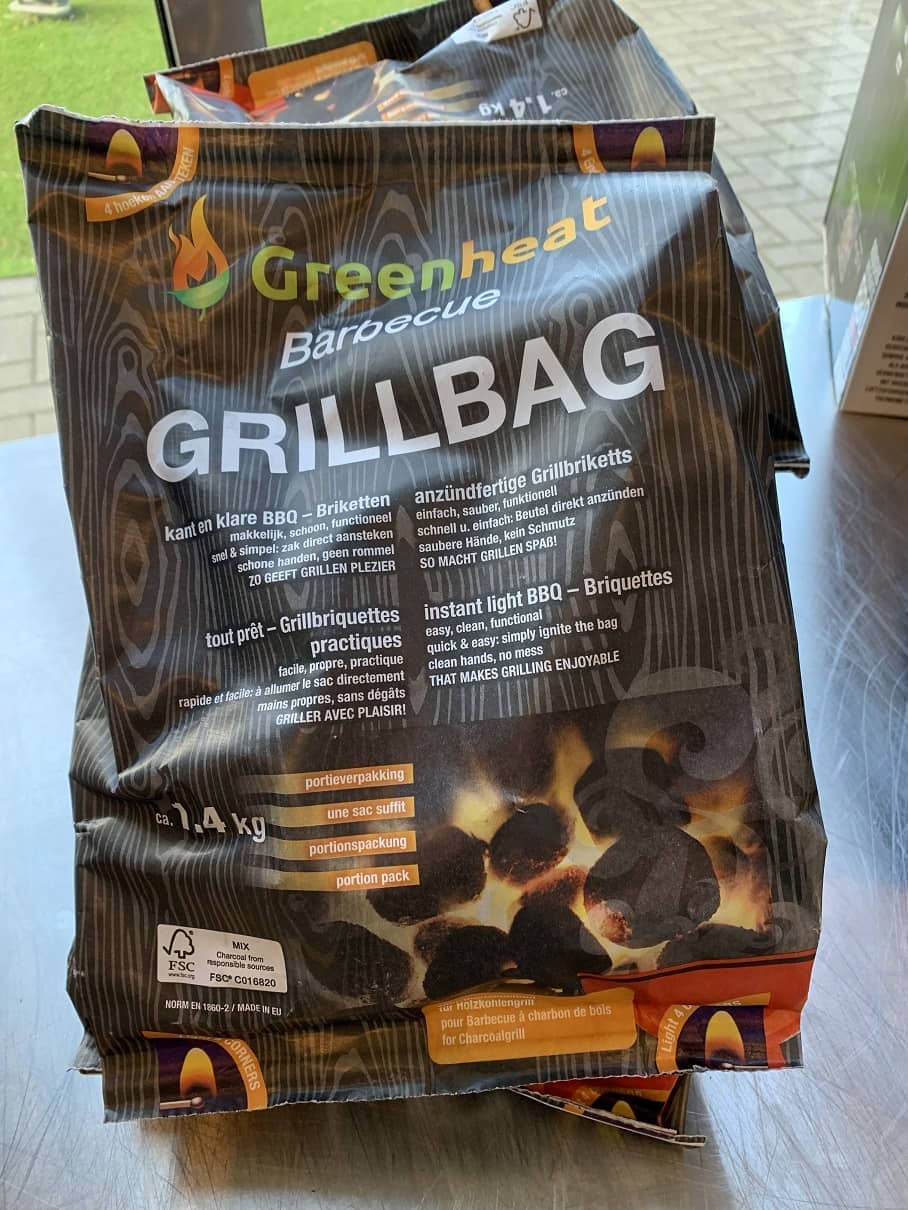 ca. 1.4 kg
4 hoeken AANSTEKEN
Greenheat
Barbecue
GRILLBAG
kant en klare BBQ – Briketten
makkelijk, schoon, functioneel
snel & simpel: zak direct aansteken
schone handen, geen rommel
ZO GEEFT GRILLEN PLEZIER
anzündfertige Grillbriketts
einfach, sauber, funktionell
schnell u. einfach: Beutel direkt anzünden
saubere Hände, kein Schmutz
SO MACHT GRILLEN SPAß!
tout prêt – Grillbriquettes
practiques
facile, propre, practique
rapide et facile: à allumer le sac directement
mains propres, sans dégâts
GRILLER AVEC PLAISIR!
instant light BBQ – Briquettes
easy, clean, functional
quick & easy: simply ignite the bag
clean hands, no mess
THAT MAKES GRILLING ENJOYABLE
ca. 1.4 kg
portieverpakking
une sac suffit
portionspackung
portion pack
FSC
www.fsc.org
MIX
Charcoal from
responsible sources
FSC® C016820
NORM EN 1860-2 / MADE IN EU
für Holzkohlengrill
pour Barbecue à charbon de bois
for Charcoalgrill
CORNERS
Light 4